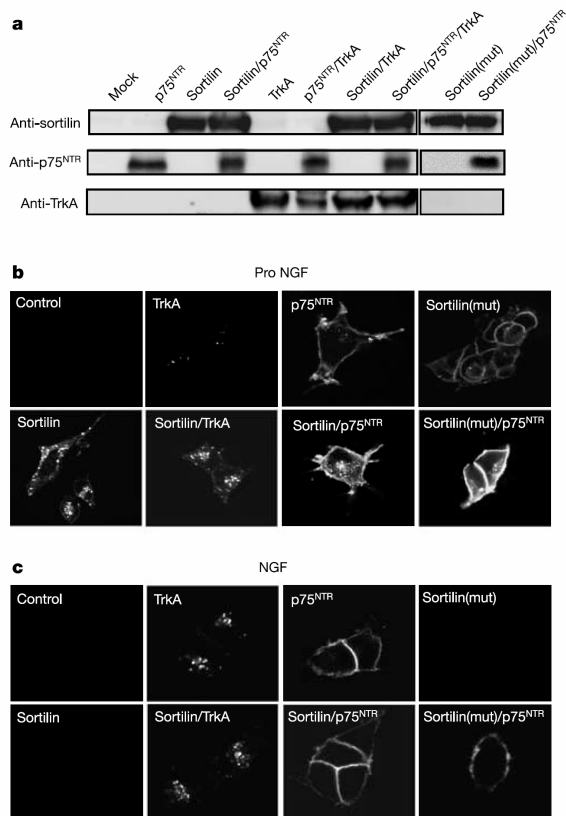 a
Mock
p75NTR
Sortilin
Sortilin/p75NTR
TrkA
p75NTR/TrkA
Sortilin/TrkA
Sortilin/p75NTR/TrkA
Sortilin(mut)
Sortilin(mut)/p75NTR
Anti-sortilin
Anti-p75NTR
Anti-TrkA
b
Pro NGF
Control
TrkA
p75NTR
Sortilin(mut)
Sortilin
Sortilin/TrkA
Sortilin/p75NTR
Sortilin(mut)/p75NTR
c
NGF
Control
TrkA
p75NTR
Sortilin(mut)
Sortilin
Sortilin/TrkA
Sortilin/p75NTR
Sortilin(mut)/p75NTR